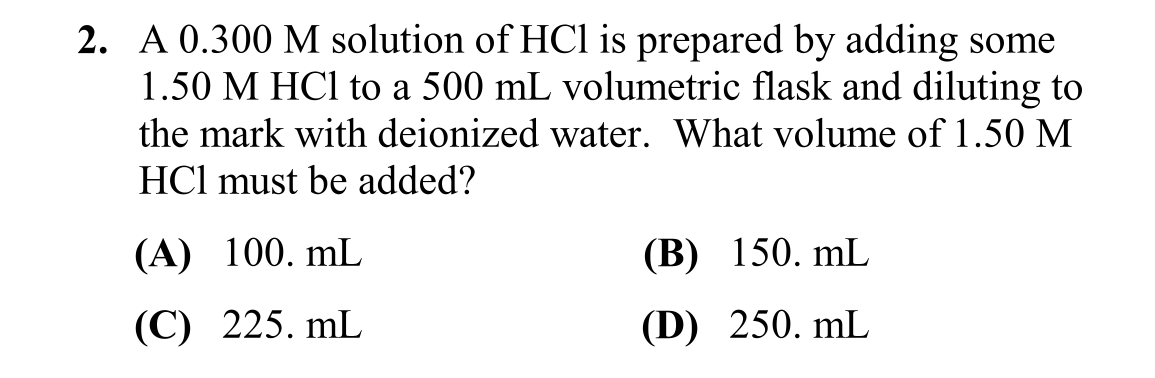 2. A 0.300 M solution of HCl is prepared by adding some
1.50 M HCl to a 500 mL volumetric flask and diluting to
the mark with deionized water. What volume of 1.50 M
HCl must be added?
(A) 100. mL (B) 150. mL
(C) 225. mL (D) 250. mL